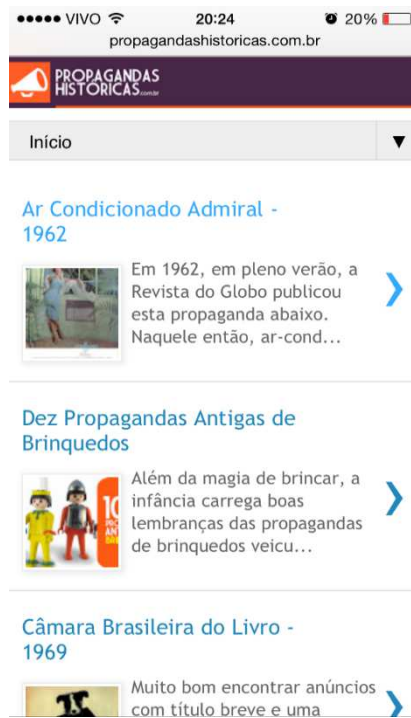 VIVO 20:24 20%
propagandashistoricas.com.br
PROPAGANDAS
HISTÓRICAS.com.br
Início
Ar Condicionado Admiral -
1962
Em 1962, em pleno verão, a
Revista do Globo publicou
esta propaganda abaixo.
Naquele então, ar-cond...
Dez Propagandas Antigas de
Brinquedos
10
Além da magia de brincar, a
infância carrega boas
lembranças das propagandas
de brinquedos veicu...
Câmara Brasileira do Livro -
1969
Muito bom encontrar anúncios
com título breve e uma